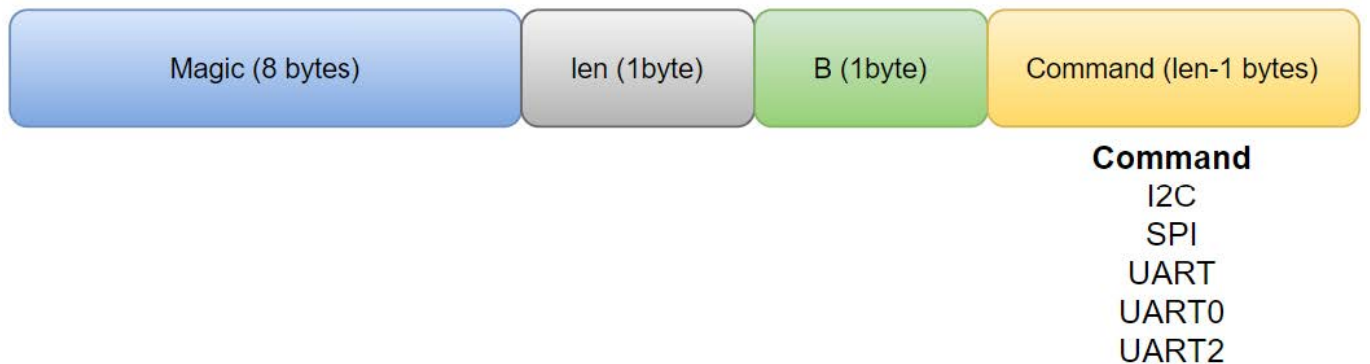 Magic (8 bytes) len (1byte) B (1byte) Command (len-1 bytes)
Command
I2C
SPI
UART
UART0
UART2